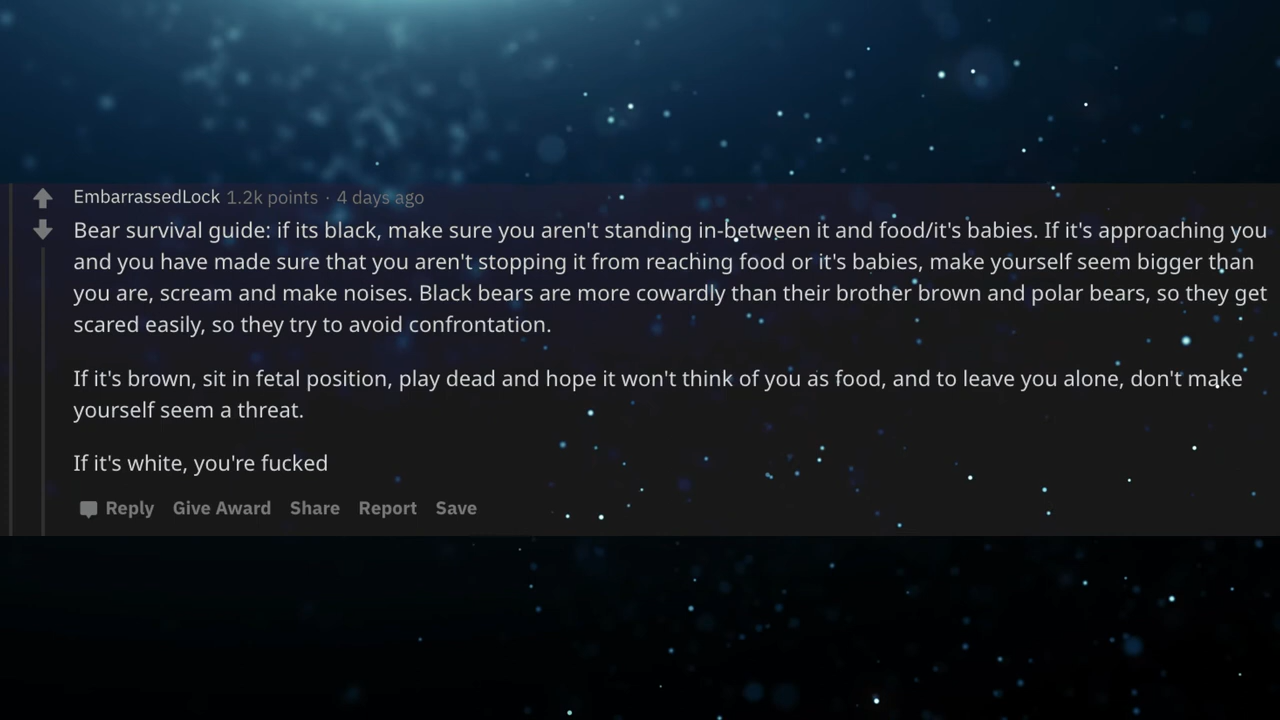 EmbarrassedLock 1.2k points · 4 days ago
Bear survival guide: if its black, make sure you aren't standing in-between it and food/it's babies. If it's approaching you
and you have made sure that you aren't stopping it from reaching food or it's babies, make yourself seem bigger than
you are, scream and make noises. Black bears are more cowardly than their brother brown and polar bears, so they get
scared easily, so they try to avoid confrontation.
If it's brown, sit in fetal position, play dead and hope it won't think of you as food, and to leave you alone, don't make
yourself seem a threat.
If it's white, you're fucked
Reply Give Award Share Report Save